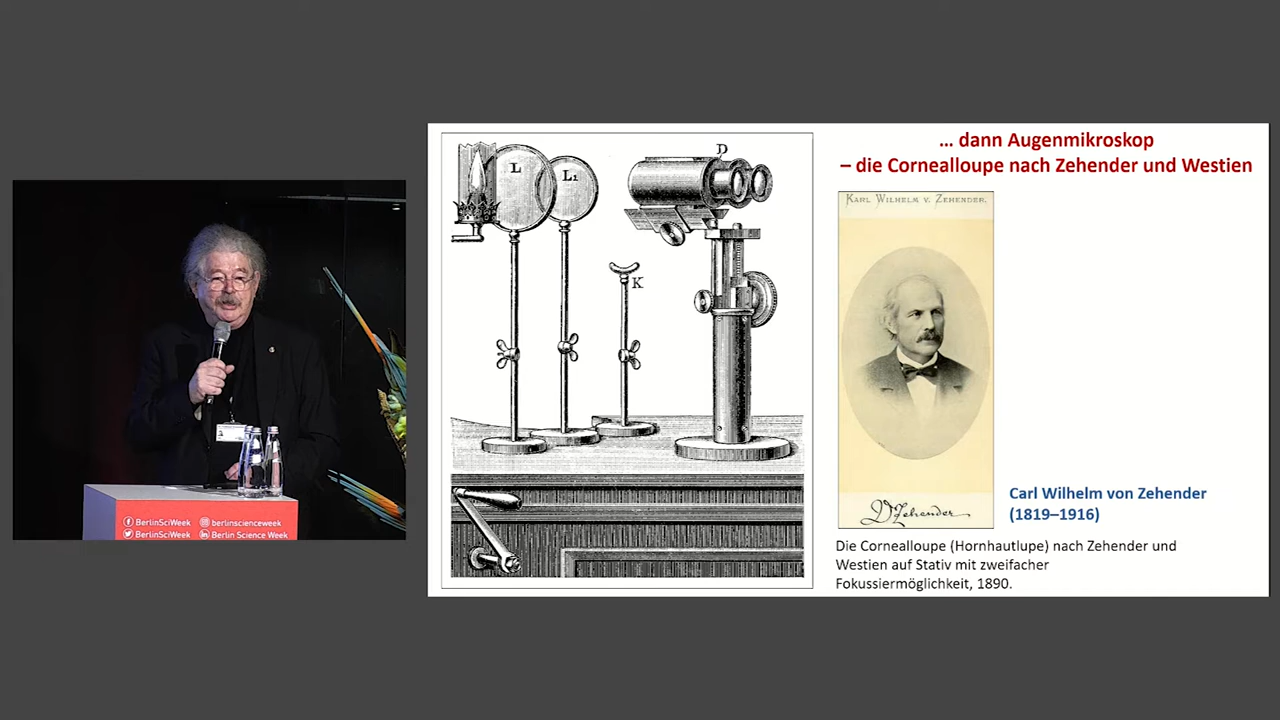 BerlinSciWeek
berlinscienceweek
BerlinSciWeek
Berlin Science Week
L
L1
D
K
... dann Augenmikroskop
– die Cornealloupe nach Zehender und Westien
KARL WILHELM V. ZEHENDER.
Zehender
Carl Wilhelm von Zehender
(1819–1916)
Die Cornealloupe (Hornhautlupe) nach Zehender und
Westien auf Stativ mit zweifacher
Fokussiermöglichkeit, 1890.